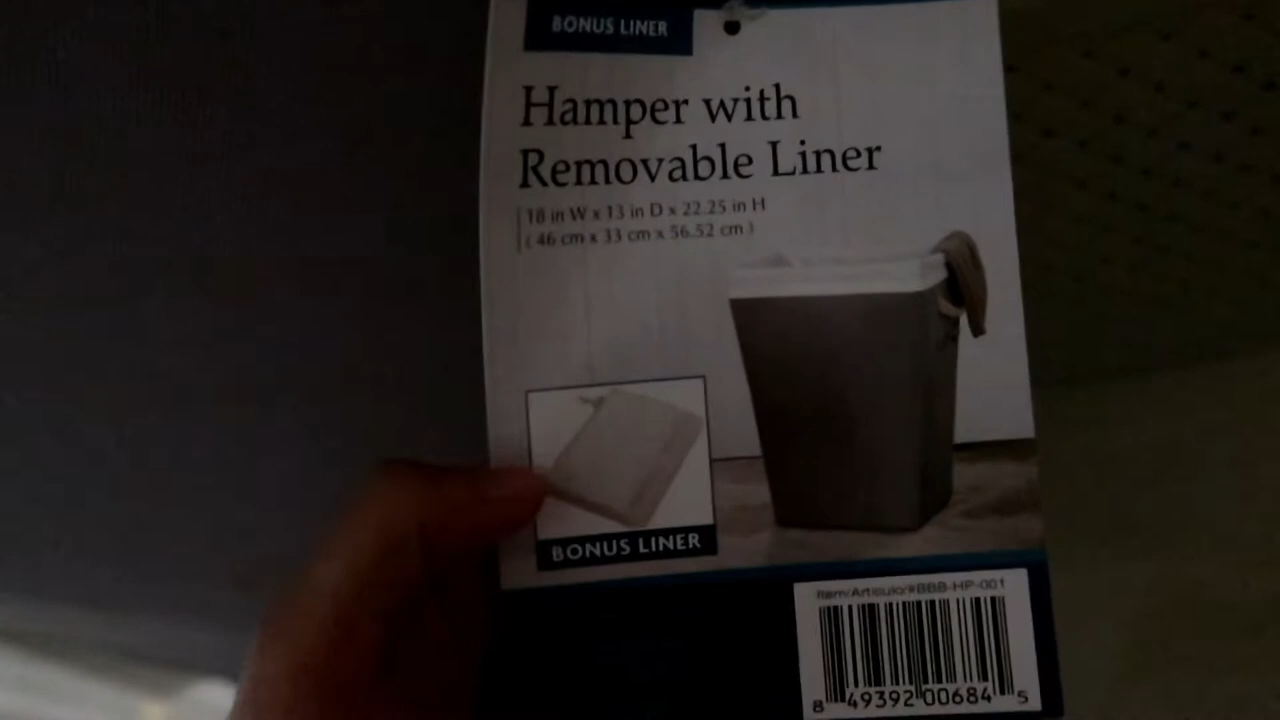 BONUS LINER
Hamper with
Removable Liner
18 in W x 13 in D x 22.25 in H
( 46 cm x 33 cm x 56.52 cm )
BONUS LINER
Item/Articulo/#BBB-HP-001
8 49392 00684 5